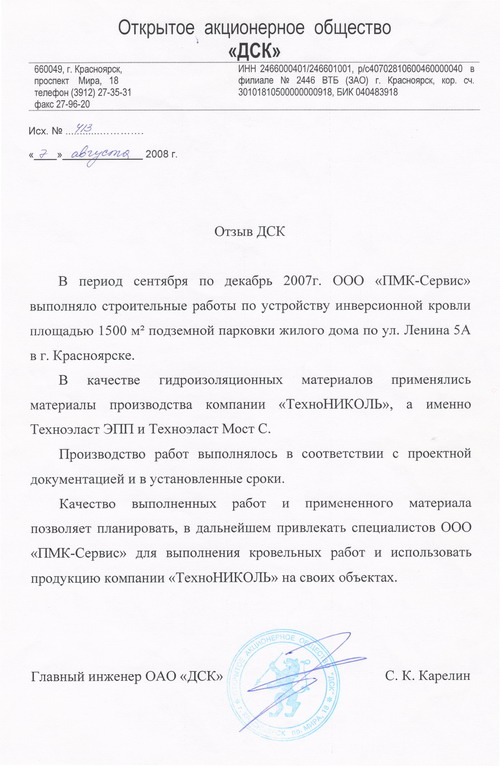 Открытое акционерное общество
«ДСК»
660049, г. Красноярск,
проспект Мира, 18
телефон (3912) 27-35-31
факс 27-96-20
ИНН 2466000401/246601001, р/с40702810600460000040 в
филиале № 2446 ВТБ (ЗАО) г. Красноярск, кор. сч.
30101810500000000918, БИК 040483918
Исх. № ...413...................
« 7 » августа 2008 г.
Отзыв ДСК
В период сентября по декабрь 2007г. ООО «ПМК-Сервис»
выполняло строительные работы по устройству инверсионной кровли
площадью 1500 м² подземной парковки жилого дома по ул. Ленина 5А
в г. Красноярске.
В качестве гидроизоляционных материалов применялись
материалы производства компании «ТехноНИКОЛЬ», а именно
Техноэласт ЭПП и Техноэласт Мост С.
Производство работ выполнялось в соответствии с проектной
документацией и в установленные сроки.
Качество выполненных работ и примененного материала
позволяет планировать, в дальнейшем привлекать специалистов ООО
«ПМК-Сервис» для выполнения кровельных работ и использовать
продукцию компании «ТехноНИКОЛЬ» на своих объектах.
Главный инженер ОАО «ДСК»
С. К. Карелин
АКЦИОНЕРНОЕ ОБЩЕСТВО "ДСК"
МИРА, 18